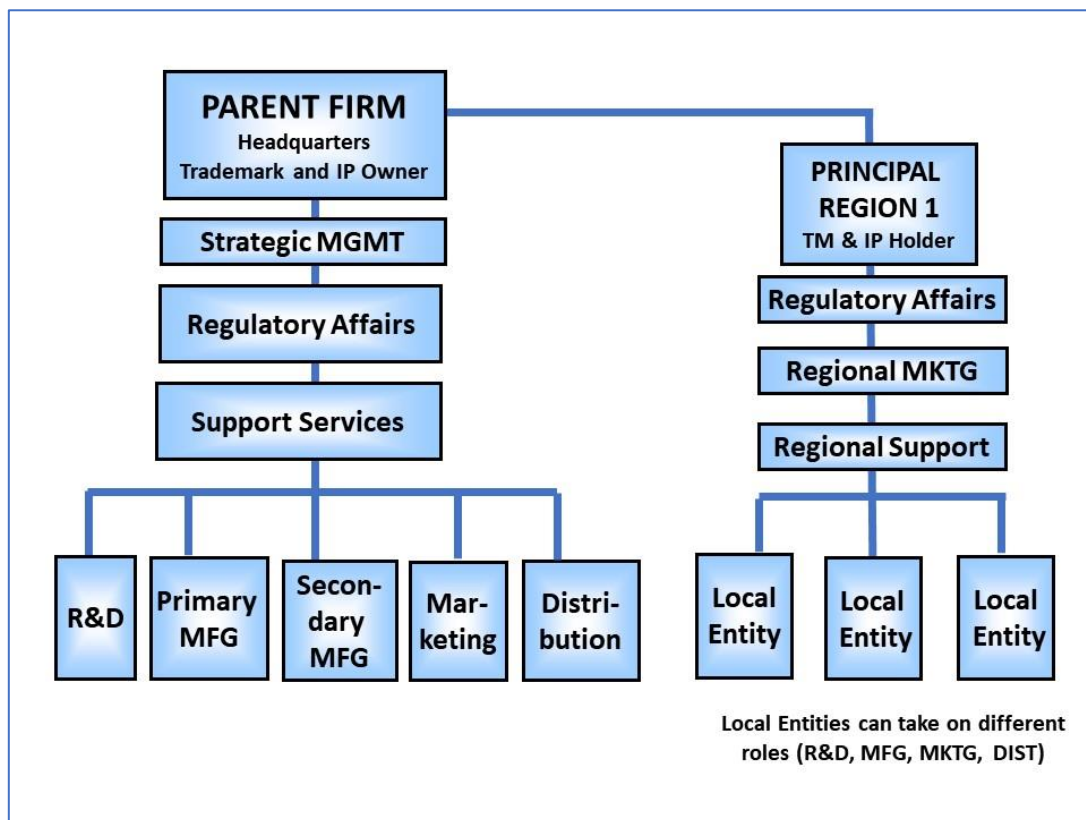 PARENT FIRM
Headquarters
Trademark and IP Owner
Strategic MGMT
Regulatory Affairs
Support Services
R&D
Primary
MFG
Secon-
dary
MFG
Mar-
keting
Distri-
bution
PRINCIPAL
REGION 1
TM & IP Holder
Regulatory Affairs
Regional MKTG
Regional Support
Local
Entity
Local
Entity
Local
Entity
Local Entities can take on different
roles (R&D, MFG, MKTG, DIST)